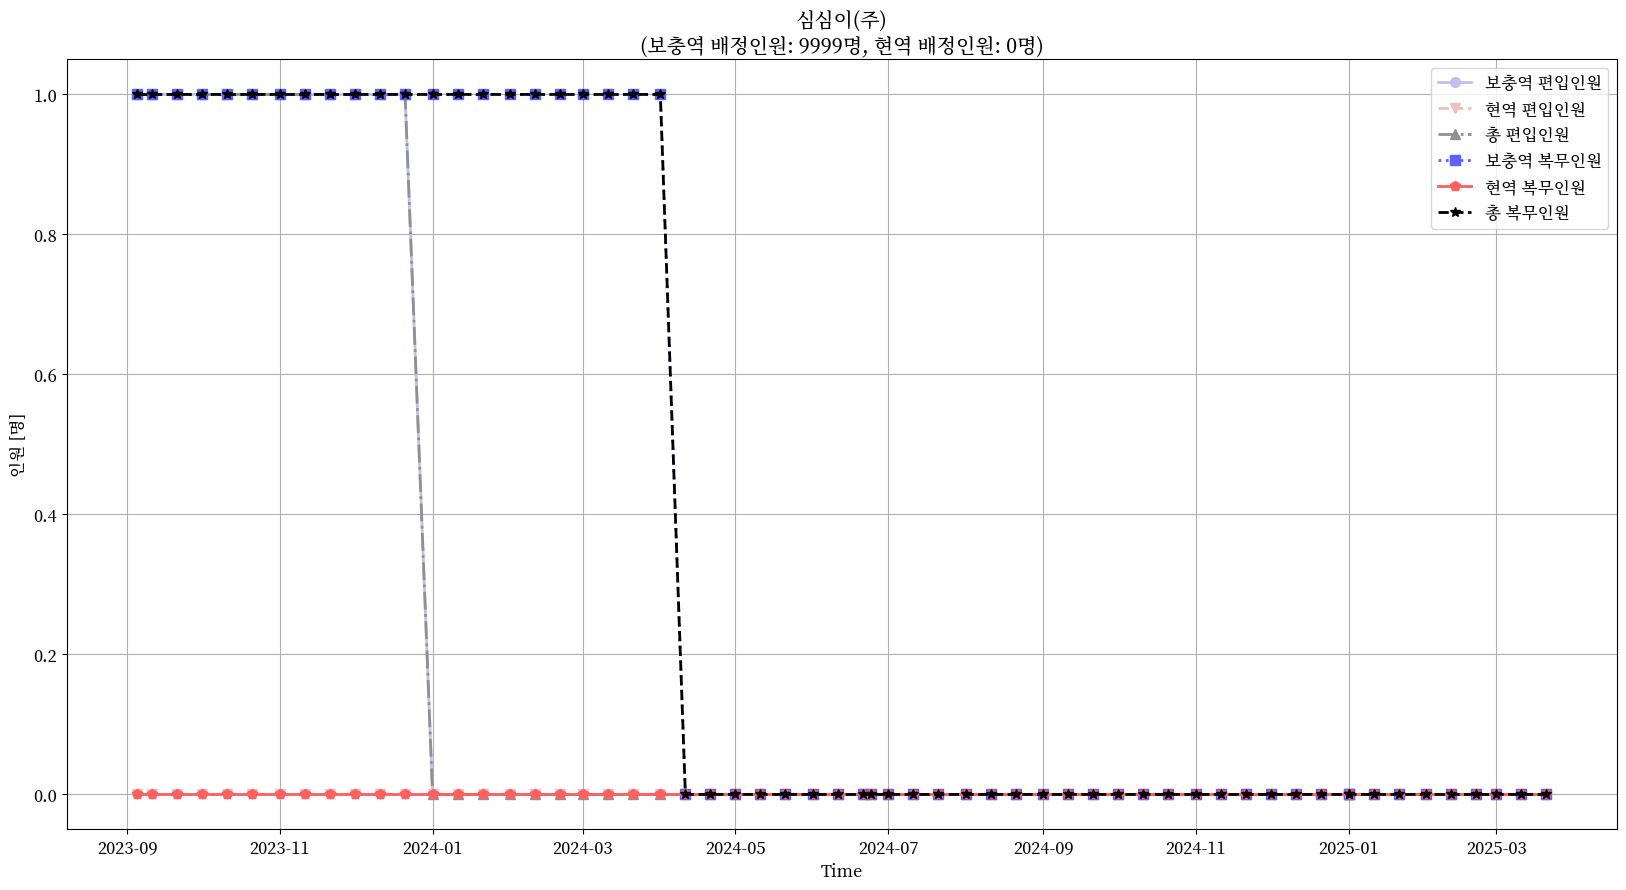 심심이(주)
(보충역 배정인원: 9999명, 현역 배정인원: 0명)
보충역 편입인원
현역 편입인원
총 편입인원
보충역 복무인원
현역 복무인원
총 복무인원
인원 [명]
1.0
0.8
0.6
0.4
0.2
0.0
2023-09
2023-11
2024-01
2024-03
2024-05
2024-07
2024-09
2024-11
2025-01
2025-03
Time